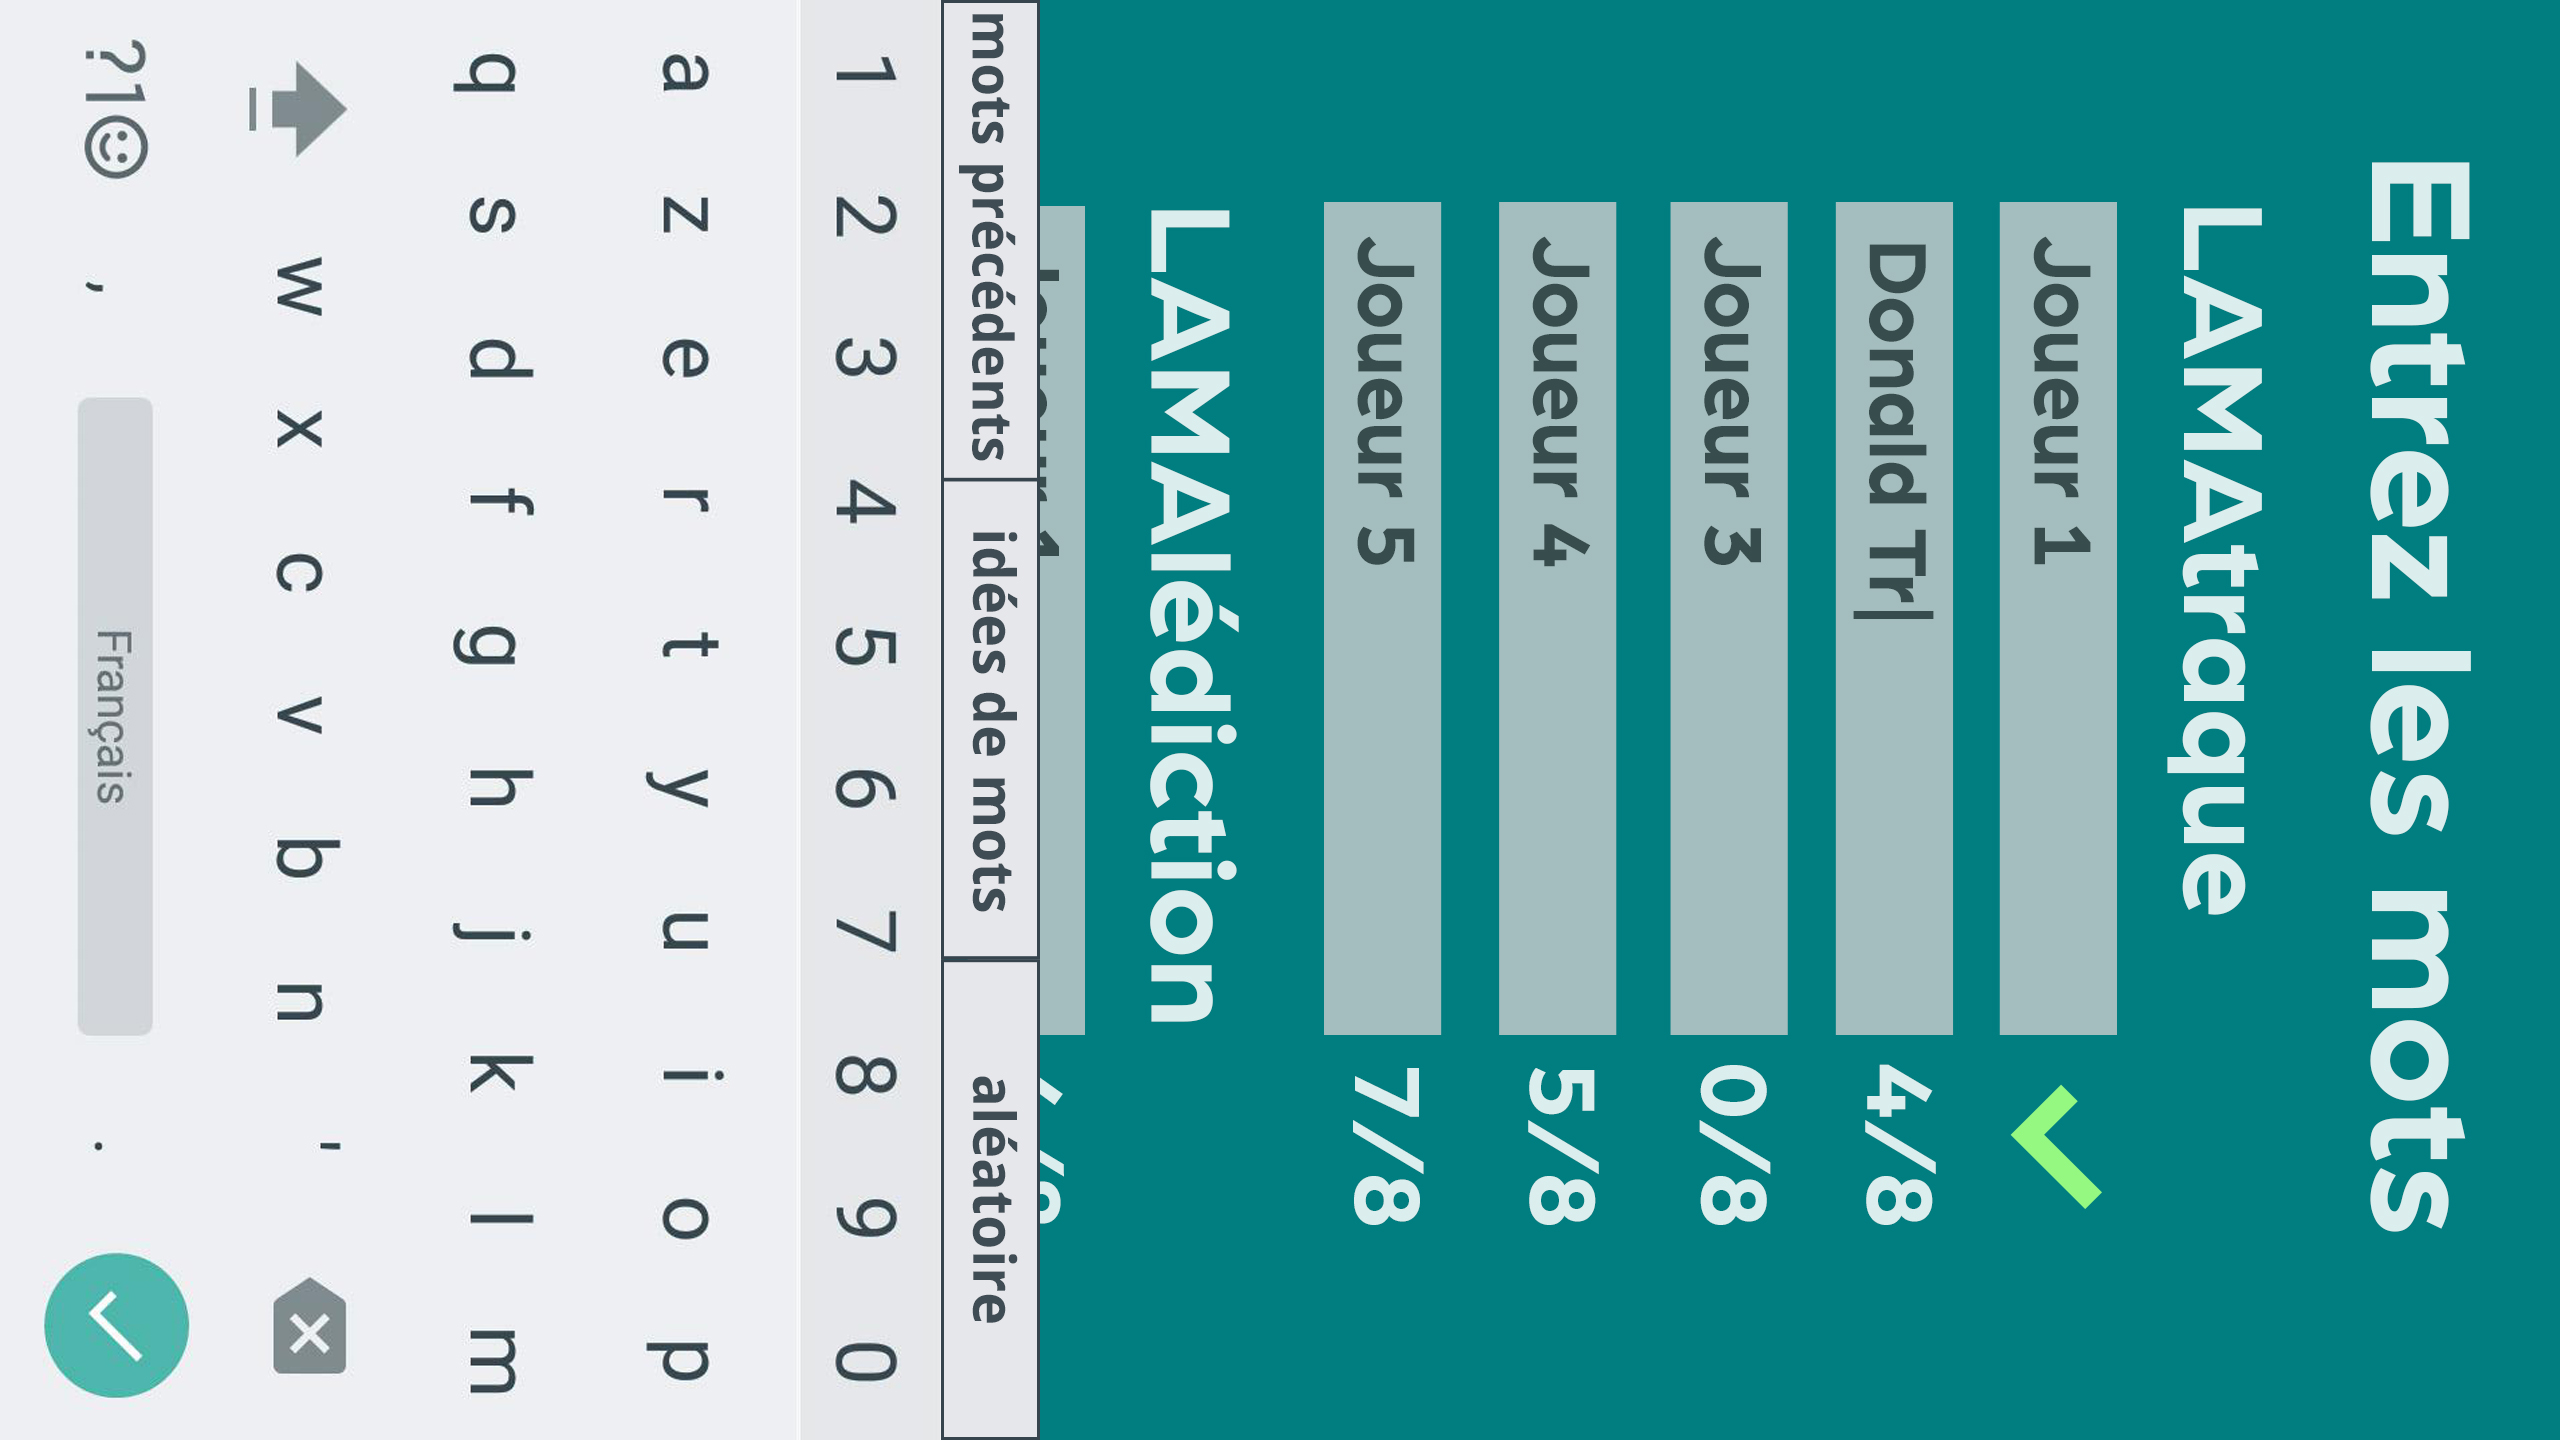 Entrez les mots
LAMAtraque
Joueur 1
Donald Tr 4/8
Joueur 3 0/8
Joueur 4 5/8
Joueur 5 7/8
LAMAlédiction
Joueur 1
mots précédents idées de mots aléatoire
1 2 3 4 5 6 7 8 9 0
a z e r t y u i o p
q s d f g h j k l m
w x c v b n '
?1☺ , Français .